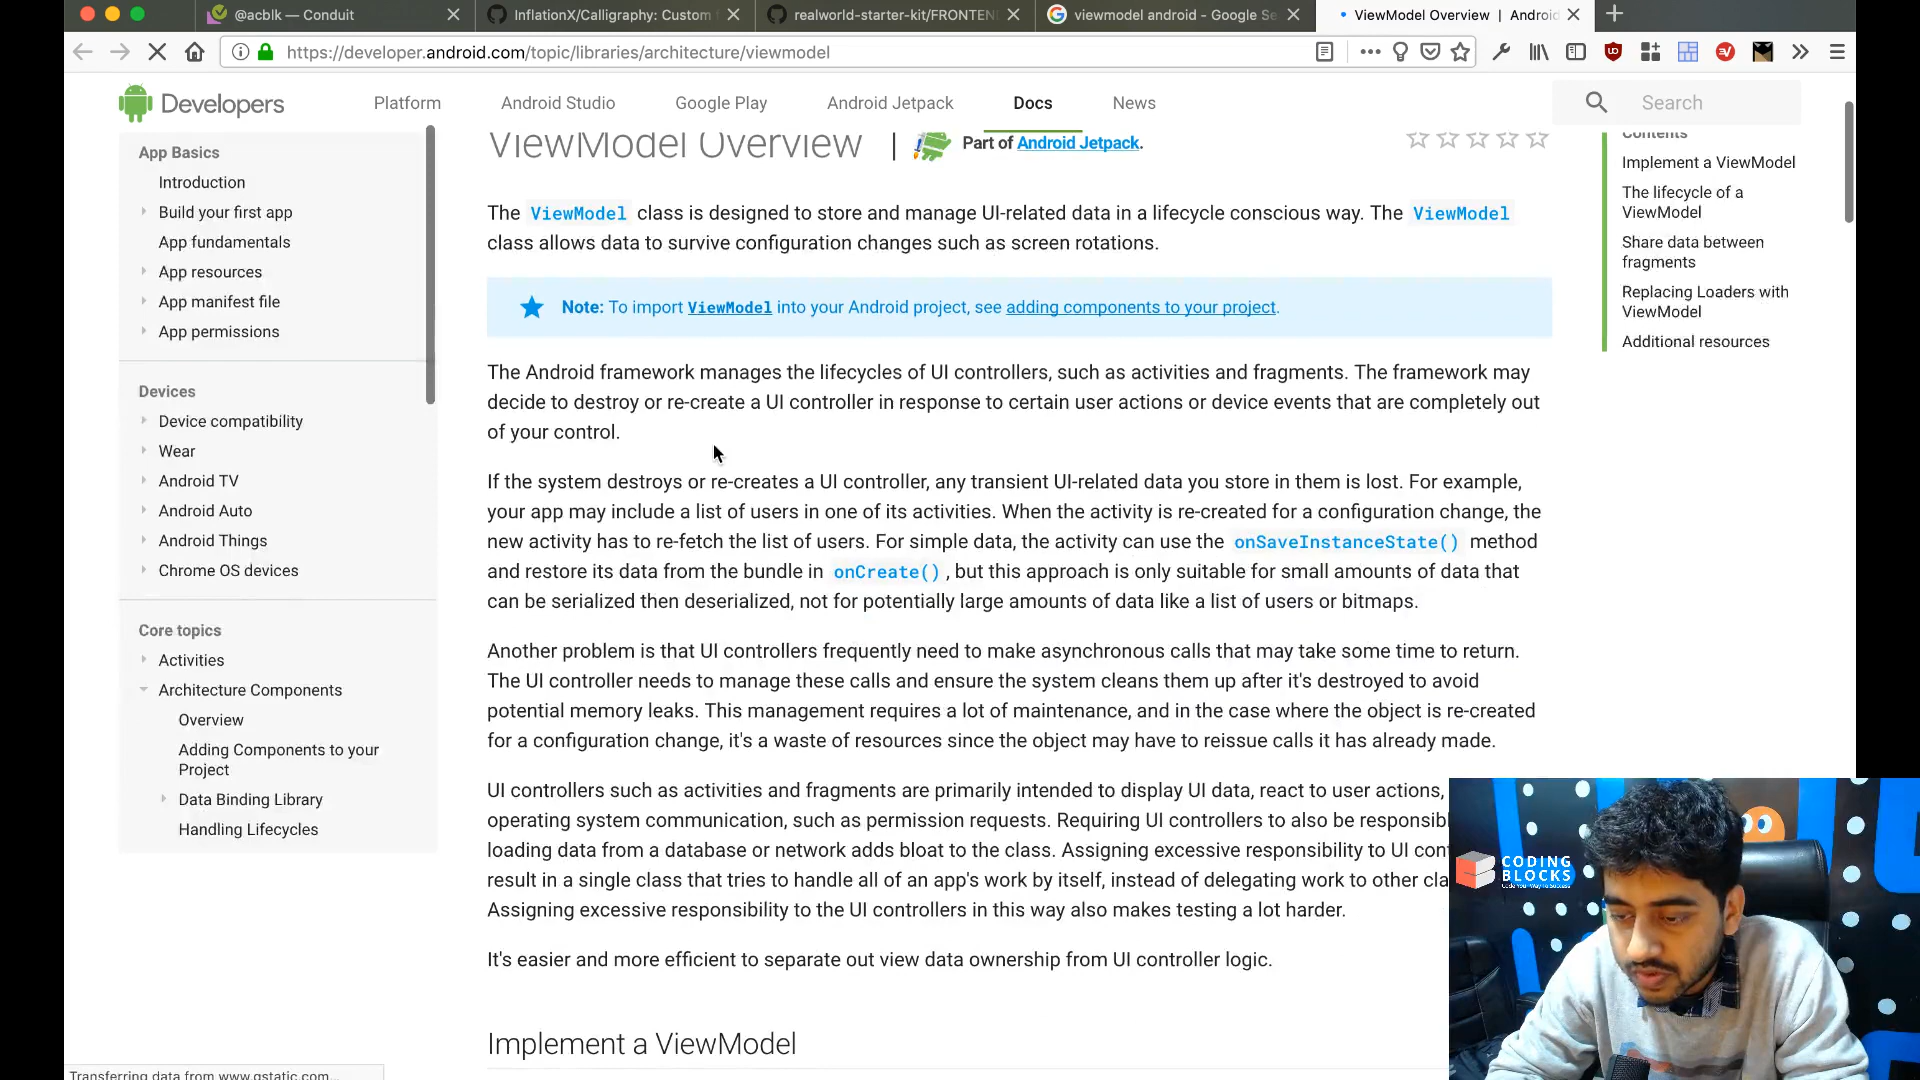 @acblk — Conduit
InflationX/Calligraphy: Custom
realworld-starter-kit/FRONTEN
viewmodel android - Google Se
ViewModel Overview | Androi
https://developer.android.com/topic/libraries/architecture/viewmodel
Developers
Platform
Android Studio
Google Play
Android Jetpack
Docs
News
Search
App Basics
Introduction
Build your first app
App fundamentals
App resources
App manifest file
App permissions
Devices
Device compatibility
Wear
Android TV
Android Auto
Android Things
Chrome OS devices
Core topics
Activities
Architecture Components
Overview
Adding Components to your
Project
Data Binding Library
Handling Lifecycles
ViewModel Overview | Part of Android Jetpack.
The ViewModel class is designed to store and manage UI-related data in a lifecycle conscious way. The ViewModel
class allows data to survive configuration changes such as screen rotations.
Note: To import ViewModel into your Android project, see adding components to your project.
The Android framework manages the lifecycles of UI controllers, such as activities and fragments. The framework may
decide to destroy or re-create a UI controller in response to certain user actions or device events that are completely out
of your control.
If the system destroys or re-creates a UI controller, any transient UI-related data you store in them is lost. For example,
your app may include a list of users in one of its activities. When the activity is re-created for a configuration change, the
new activity has to re-fetch the list of users. For simple data, the activity can use the onSaveInstanceState() method
and restore its data from the bundle in onCreate(), but this approach is only suitable for small amounts of data that
can be serialized then deserialized, not for potentially large amounts of data like a list of users or bitmaps.
Another problem is that UI controllers frequently need to make asynchronous calls that may take some time to return.
The UI controller needs to manage these calls and ensure the system cleans them up after it's destroyed to avoid
potential memory leaks. This management requires a lot of maintenance, and in the case where the object is re-created
for a configuration change, it's a waste of resources since the object may have to reissue calls it has already made.
UI controllers such as activities and fragments are primarily intended to display UI data, react to user actions,
operating system communication, such as permission requests. Requiring UI controllers to also be responsib
loading data from a database or network adds bloat to the class. Assigning excessive responsibility to UI con
result in a single class that tries to handle all of an app's work by itself, instead of delegating work to other cla
Assigning excessive responsibility to the UI controllers in this way also makes testing a lot harder.
It's easier and more efficient to separate out view data ownership from UI controller logic.
Implement a ViewModel
Contents
Implement a ViewModel
The lifecycle of a
ViewModel
Share data between
fragments
Replacing Loaders with
ViewModel
Additional resources
CODING
BLOCKS
Code Your Way To Success
Transferring data from www.gstatic.com...